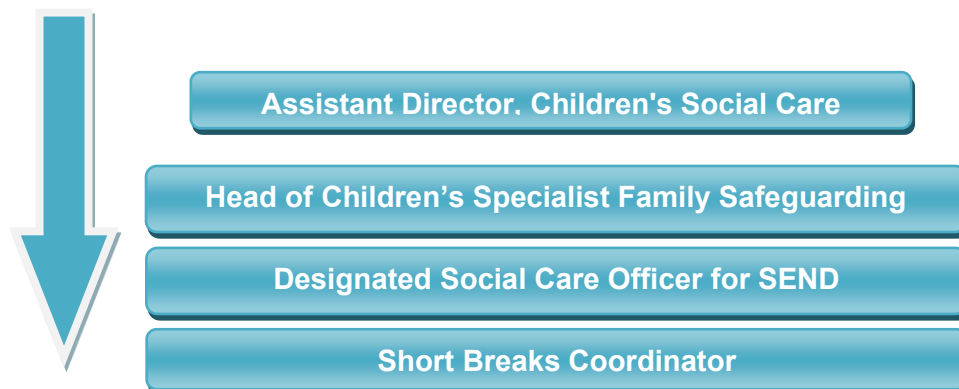 Assistant Director, Children's Social Care
Head of Children’s Specialist Family Safeguarding
Designated Social Care Officer for SEND
Short Breaks Coordinator